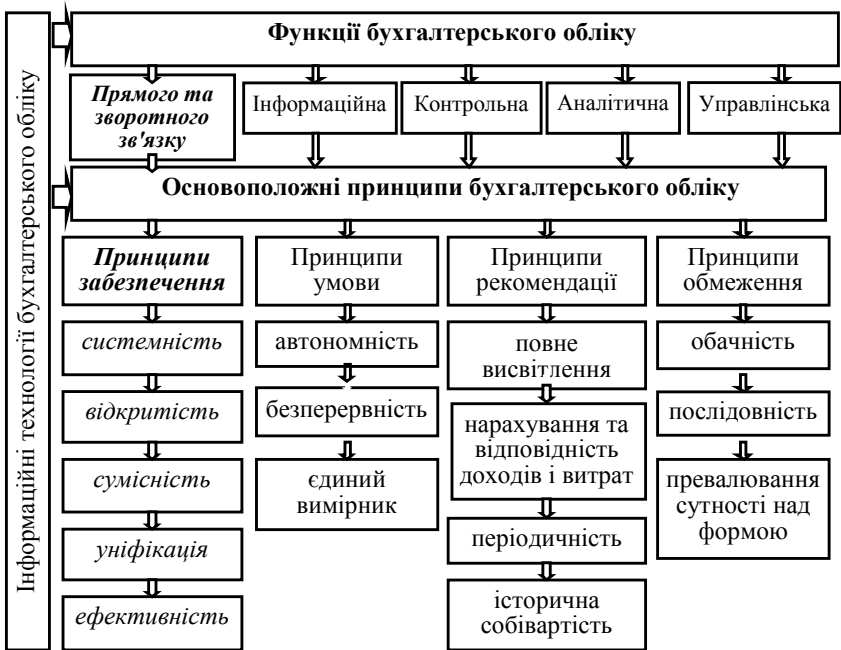 Інформаційні технології бухгалтерського обліку
Функції бухгалтерського обліку
Прямого та
зворотного
зв'язку
Інформаційна
Контрольна
Аналітична
Управлінська
Основоположні принципи бухгалтерського обліку
Принципи
забезпечення
системність
відкритість
сумісність
уніфікація
ефективність
Принципи
умови
автономність
безперервність
єдиний
вимірник
Принципи
рекомендації
повне
висвітлення
нарахування та
відповідність
доходів і витрат
періодичність
історична
собівартість
Принципи
обмеження
обачність
послідовність
превалювання
сутності над
формою